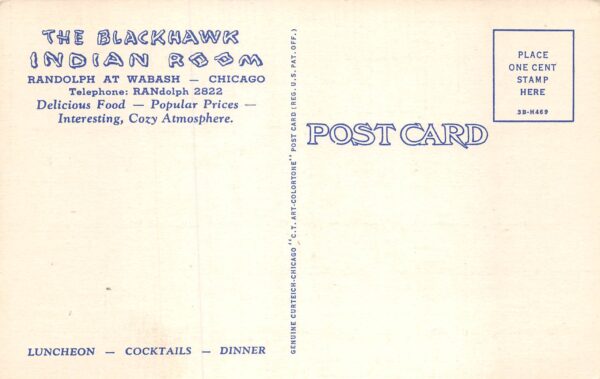 THE BLACKHAWK
INDIAN ROOM
RANDOLPH AT WABASH — CHICAGO
Telephone: RANdolph 2822
Delicious Food — Popular Prices —
Interesting, Cozy Atmosphere.
LUNCHEON — COCKTAILS — DINNER
GENUINE CURTEICH-CHICAGO "C.T. ART-COLORTONE" POST CARD (REG. U.S. PAT. OFF.)
POST CARD
PLACE
ONE CENT
STAMP
HERE
3B-H469